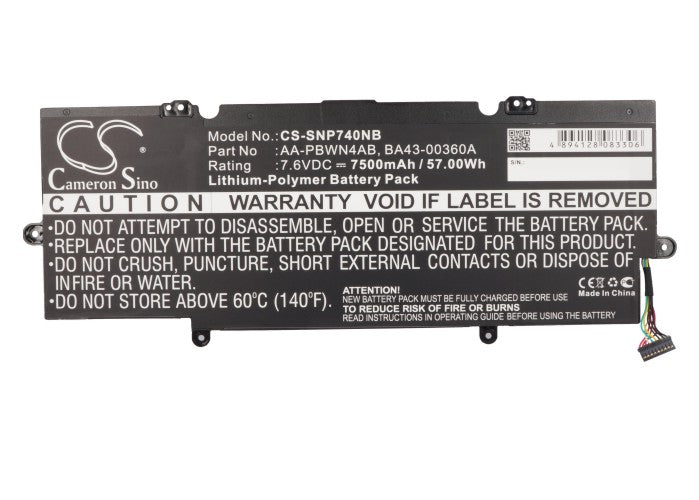 CS
Cameron Sino
Model No.: CS-SNP740NB
Part No : AA-PBWN4AB, BA43-00360A
Rating : 7.6VDC ⎓ 7500mAh / 57.00Wh
Lithium-Polymer Battery Pack
4 894128 083306
S/N:
CAUTION WARRANTY VOID IF LABEL IS REMOVED
•DO NOT ATTEMPT TO DISASSEMBLE, OPEN OR SERVICE THE BATTERY PACK.
•REPLACE ONLY WITH THE BATTERY PACK DESIGNATED FOR THIS PRODUCT.
•DO NOT CRUSH, PUNCTURE, SHORT EXTERNAL CONTACTS OR DISPOSE OF
INFIRE OR WATER.
•DO NOT STORE ABOVE 60°C (140°F).
ATTENTION!
NEW BATTERY PACK MUST BE FULLY CHARGED BEFORE USE
TO REDUCE RISK OF FIRE OR BURNS
READ INSTRUCTIONS IN OPERATING MANUAL BEFORE USING BATTERY
CE
Made In China